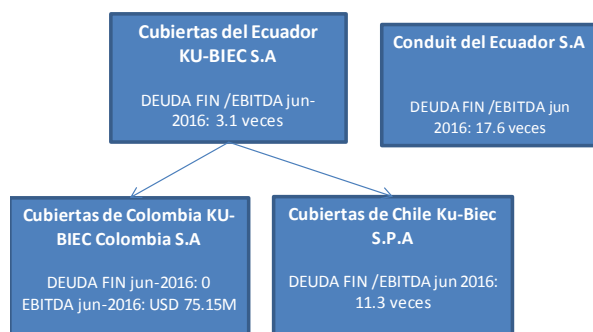 Cubiertas del Ecuador
KU-BIEC S.A
DEUDA FIN /EBITDA jun-
2016: 3.1 veces
Conduit del Ecuador S.A
DEUDA FIN /EBITDA jun
2016: 17.6 veces
Cubiertas de Colombia KU-
BIEC Colombia S.A
DEUDA FIN jun-2016: 0
EBITDA jun-2016: USD 75.15M
Cubiertas de Chile Ku-Biec
S.P.A
DEUDA FIN /EBITDA jun 2016:
11.3 veces